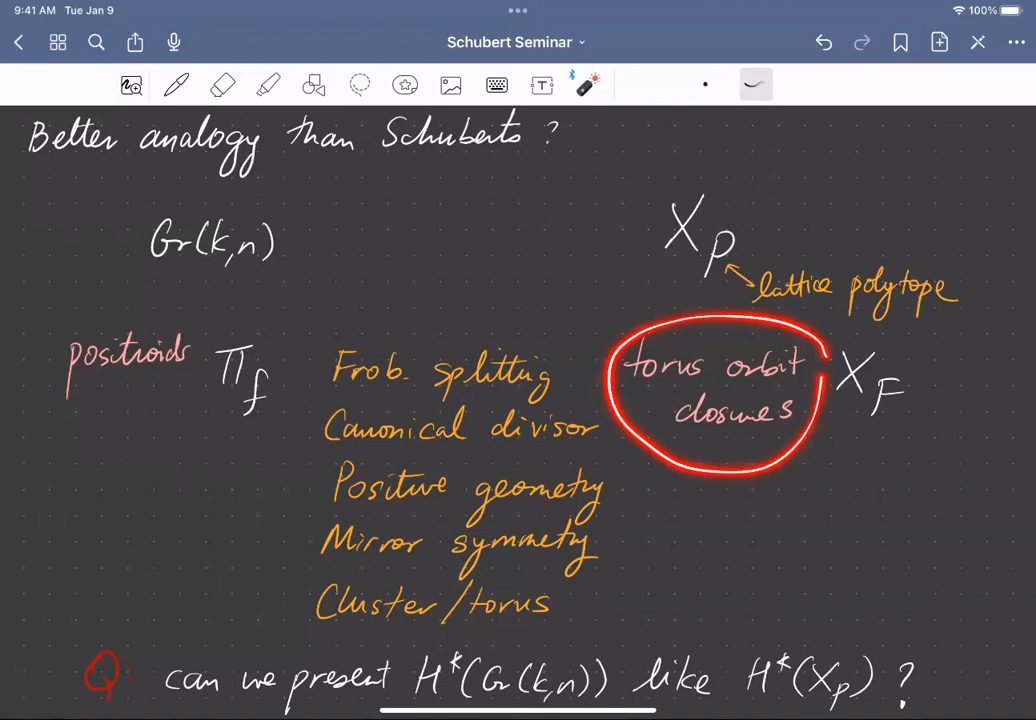 9:41 AM Tue Jan 9
100%
Schubert Seminar
Better analogy than Schuberts ?
Gr(k,n)
X_P
lattice polytope
positroids Π_f
Frob. splitting
torus orbit closures X_F
Canonical divisor
Positive geometry
Mirror symmetry
Cluster/torus
Q: can we present H*(Gr(k,n)) like H*(X_P) ?